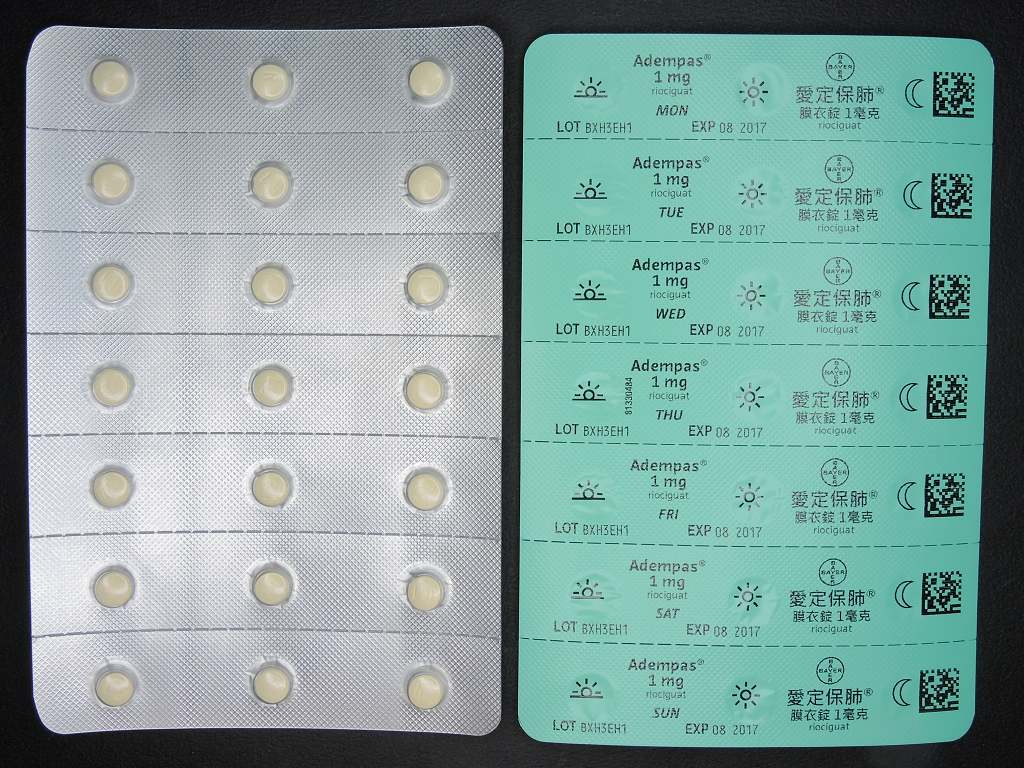 Adempas®
1 mg
riociguat
MON
LOT BXH3EH1 EXP 08 2017
BAYER
BAYER
愛定保肺®
膜衣錠 1毫克
riociguat
Adempas®
1 mg
riociguat
TUE
LOT BXH3EH1 EXP 08 2017
BAYER
BAYER
愛定保肺®
膜衣錠 1毫克
riociguat
Adempas®
1 mg
riociguat
WED
LOT BXH3EH1 EXP 08 2017
BAYER
BAYER
愛定保肺®
膜衣錠 1毫克
riociguat
Adempas®
1 mg
riociguat
81330484
THU
LOT BXH3EH1 EXP 08 2017
BAYER
BAYER
愛定保肺®
膜衣錠 1毫克
riociguat
Adempas®
1 mg
riociguat
FRI
LOT BXH3EH1 EXP 08 2017
BAYER
BAYER
愛定保肺®
膜衣錠 1毫克
riociguat
Adempas®
1 mg
riociguat
SAT
LOT BXH3EH1 EXP 08 2017
BAYER
BAYER
愛定保肺®
膜衣錠 1毫克
riociguat
Adempas®
1 mg
riociguat
SUN
LOT BXH3EH1 EXP 08 2017
BAYER
BAYER
愛定保肺®
膜衣錠 1毫克
riociguat